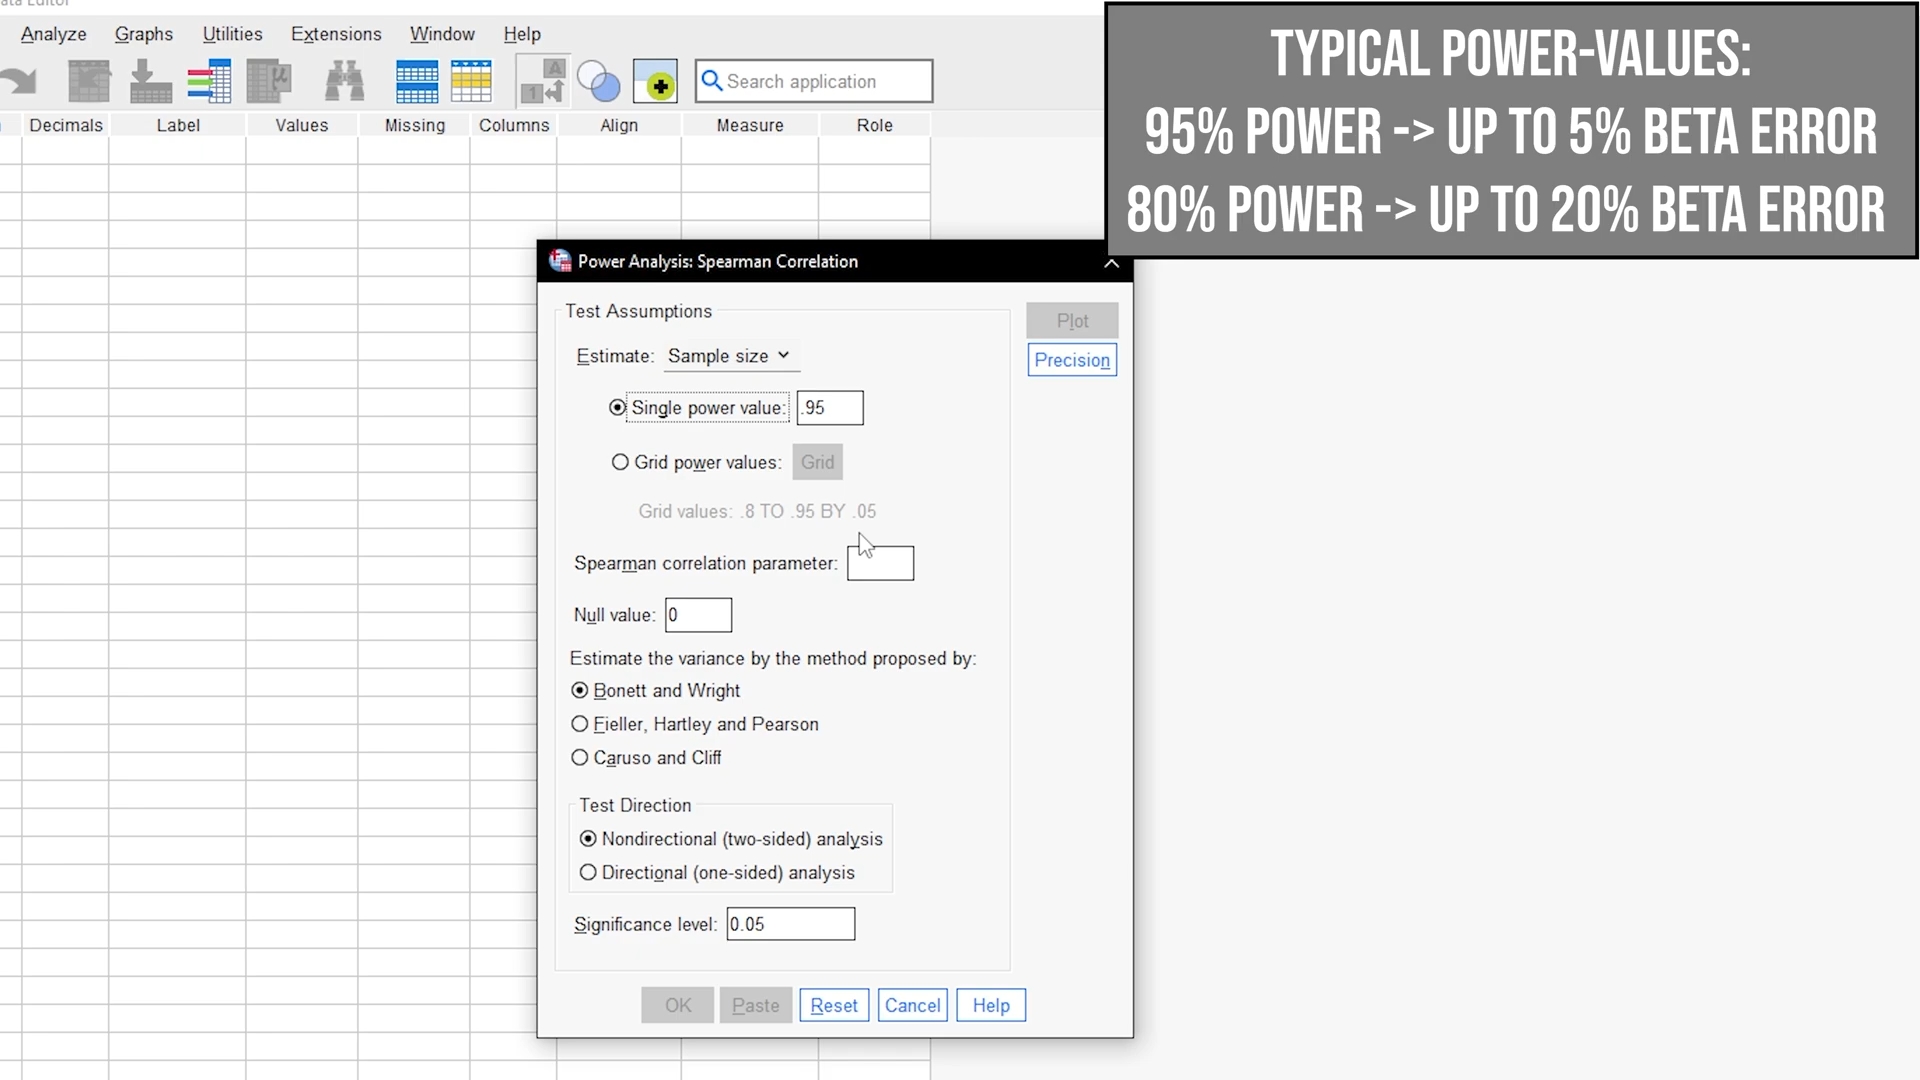 Data Editor
Analyze Graphs Utilities Extensions Window Help
Search application
Decimals Label Values Missing Columns Align Measure Role
TYPICAL POWER-VALUES:
95% POWER -> UP TO 5% BETA ERROR
80% POWER -> UP TO 20% BETA ERROR
Power Analysis: Spearman Correlation
Test Assumptions
Plot
Estimate: Sample size
Precision
Single power value: .95
Grid power values: Grid
Grid values: .8 TO .95 BY .05
Spearman correlation parameter:
Null value: 0
Estimate the variance by the method proposed by:
Bonett and Wright
Fieller, Hartley and Pearson
Caruso and Cliff
Test Direction
Nondirectional (two-sided) analysis
Directional (one-sided) analysis
Significance level: 0.05
OK Paste Reset Cancel Help